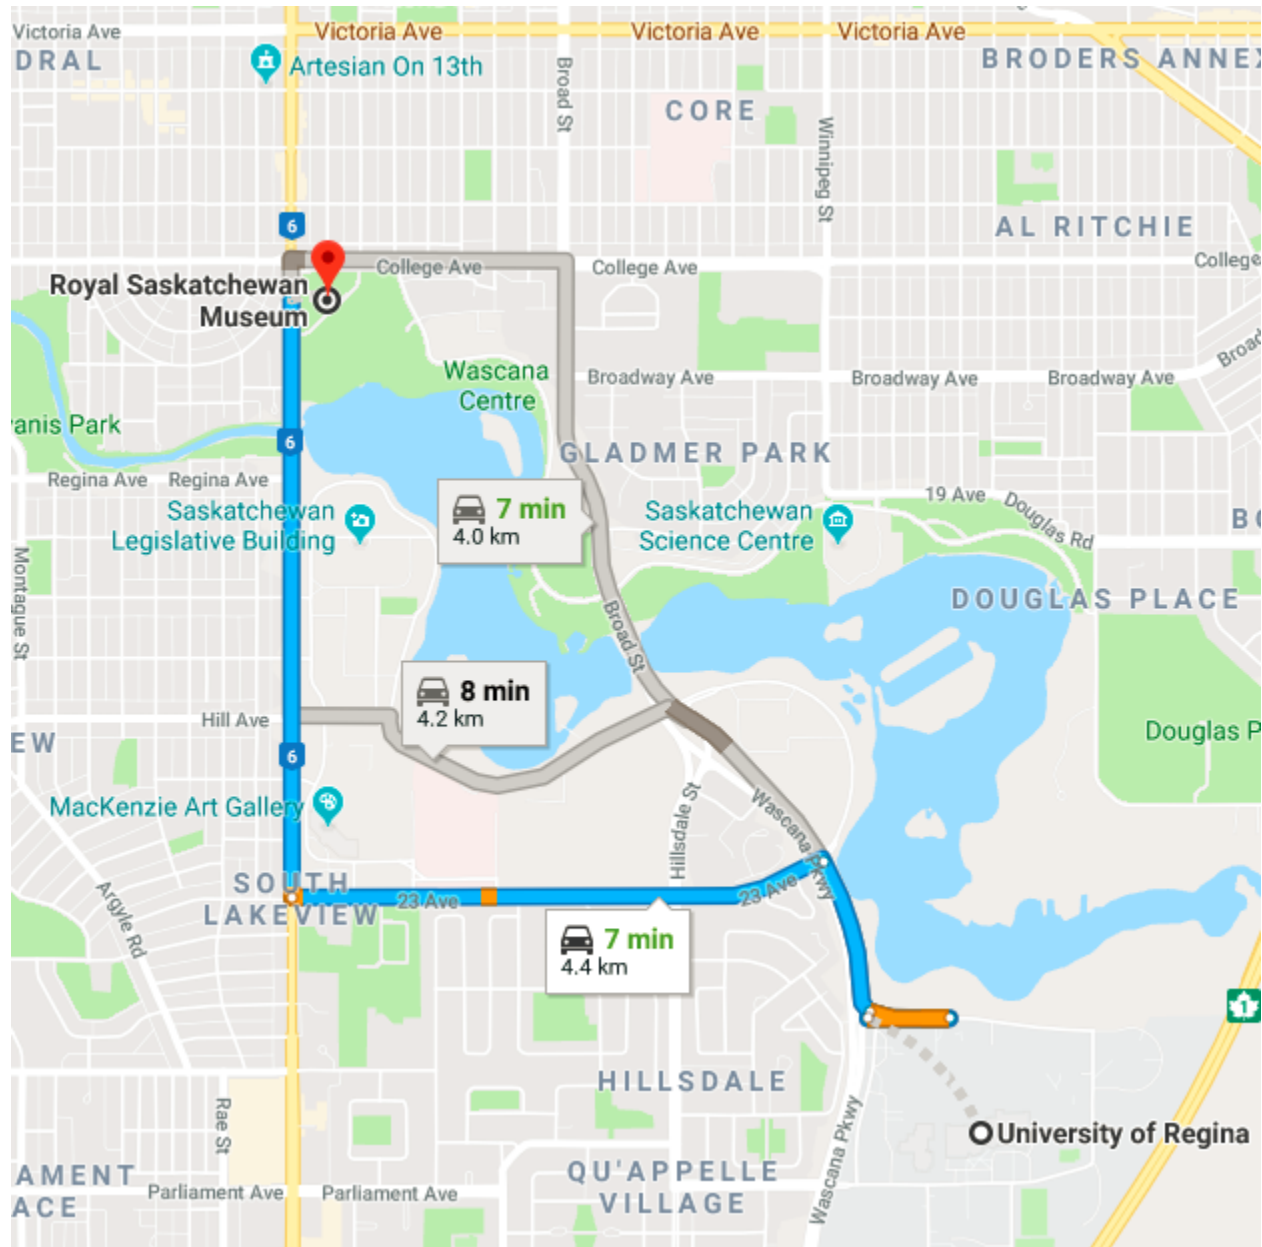 Victoria Ave
Victoria Ave
Victoria Ave
Victoria Ave
DRAL
Artesian On 13th
BRODERS ANNEX
Broad St
CORE
Winnipeg St
6
AL RITCHIE
College Ave
College Ave
College
Royal Saskatchewan
Museum
Wascana
Centre
Broadway Ave
Broadway Ave
Broadway Ave
Broad
anis Park
6
GLADMER PARK
Regina Ave
Regina Ave
7 min
4.0 km
19 Ave
Douglas Rd
Saskatchewan
Legislative Building
Saskatchewan
Science Centre
BO
Montague St
DOUGLAS PLACE
Broad St
8 min
4.2 km
Hill Ave
EW
6
Douglas P
MacKenzie Art Gallery
Hillsdale St
Wascana Pkwy
SOUTH
LAKEVIEW
23 Ave
23 Ave
Argyle Rd
7 min
4.4 km
1
HILLSDALE
Rae St
Wascana Pkwy
University of Regina
AMENT
ACE
Parliament Ave
Parliament Ave
QU'APPELLE
VILLAGE